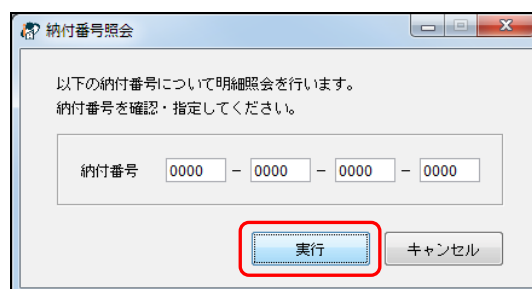 納付番号照会
以下の納付番号について明細照会を行います。
納付番号を確認・指定してください。
納付番号 0000 - 0000 - 0000 - 0000
実行 キャンセル